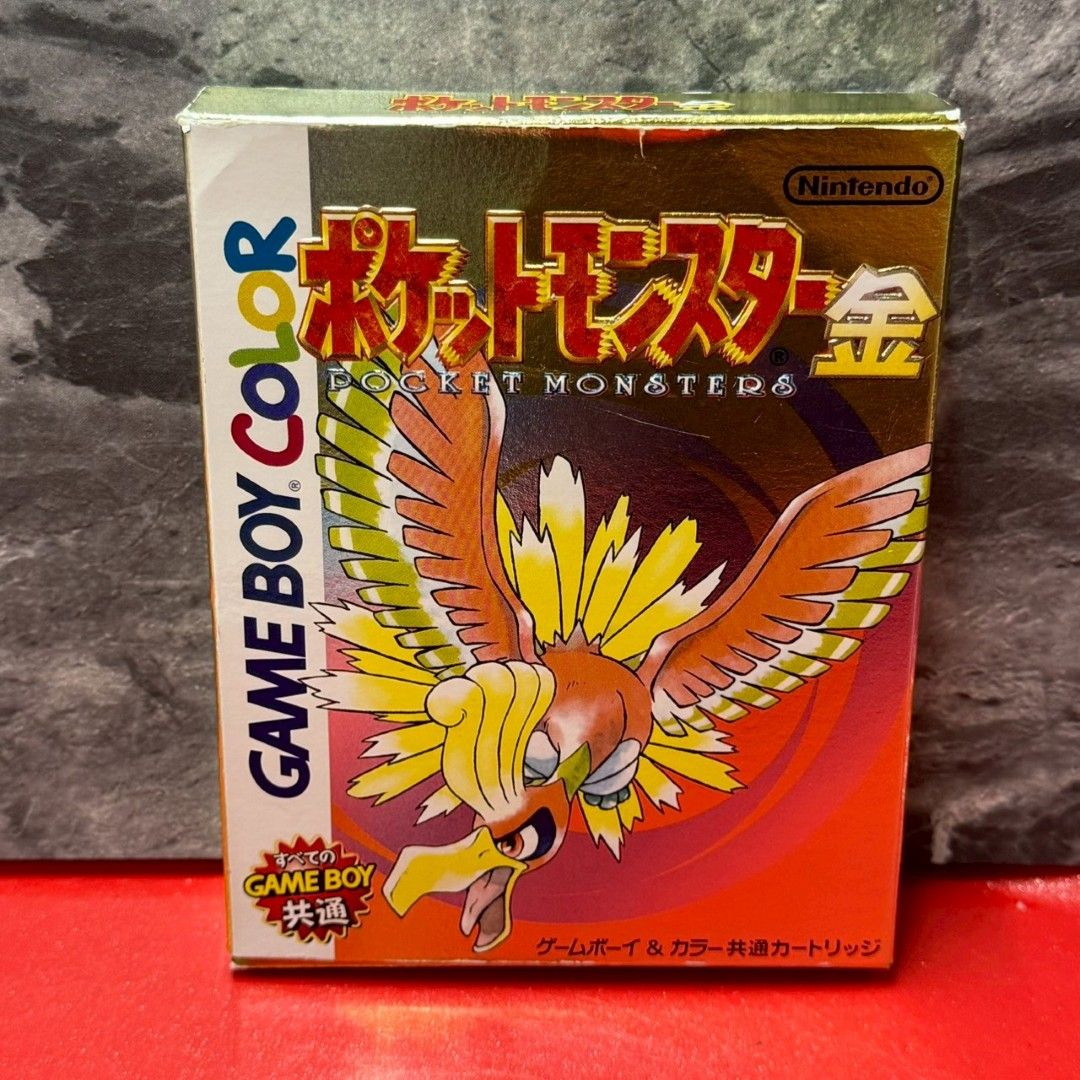 ポケットモンスター金
Nintendo®
ポケットモンスター金
®
POCKET MONSTERS
GAME BOY® COLOR
すべての
GAME BOY
共通
ゲームボーイ & カラー共通カートリッジ